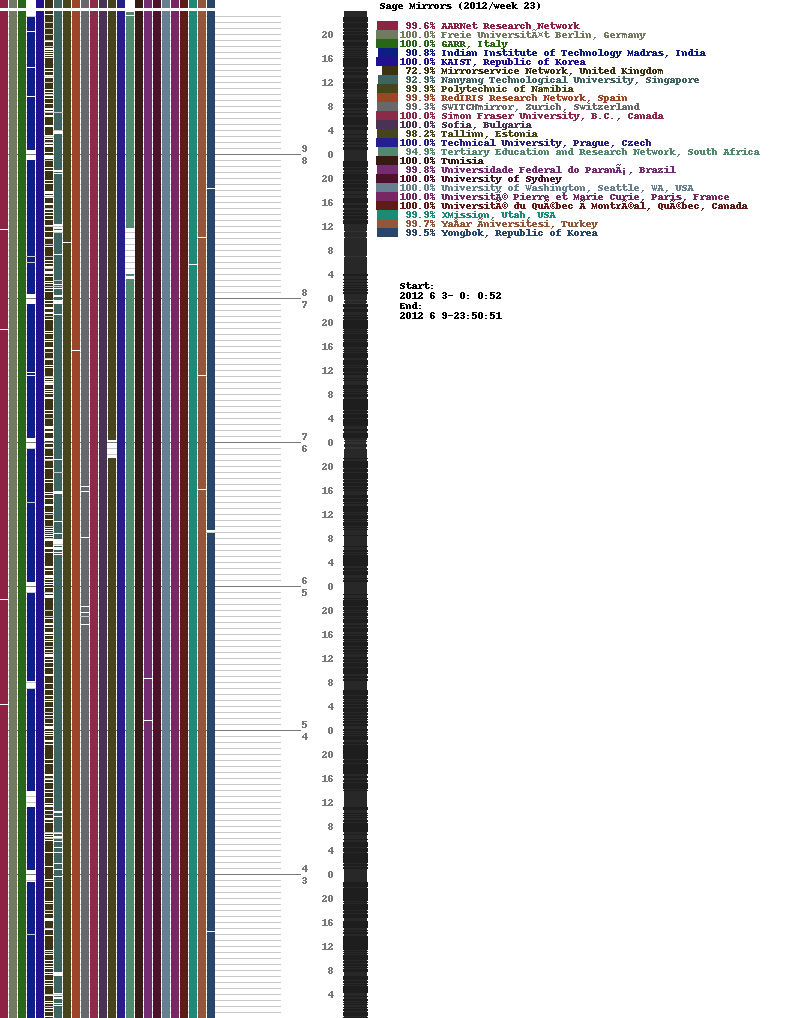 Sage Mirrors (2012/week 23)
99.6% AARNet Research Network
100.0% Freie UniversitÃ¤t Berlin, Germany
100.0% GARR, Italy
90.8% Indian Institute of Technology Madras, India
100.0% KAIST, Republic of Korea
72.9% Mirrorservice Network, United Kingdom
92.9% Nanyang Technological University, Singapore
99.9% Polytechnic of Namibia
99.9% RedIRIS Research Network, Spain
99.3% SWITCHmirror, Zurich, Switzerland
100.0% Simon Fraser University, B.C., Canada
100.0% Sofia, Bulgaria
98.2% Tallinn, Estonia
100.0% Technical University, Prague, Czech
94.9% Tertiary Education and Research Network, South Africa
100.0% Tunisia
99.8% Universidade Federal do ParanÃ¡, Brazil
100.0% University of Sydney
100.0% University of Washington, Seattle, WA, USA
100.0% UniversitÃ© Pierre et Marie Curie, Paris, France
100.0% UniversitÃ© du QuÃ©bec Ã MontrÃ©al, QuÃ©bec, Canada
99.9% XMission, Utah, USA
99.7% YaÅar Ãniversitesi, Turkey
99.5% Yongbok, Republic of Korea
Start:
2012 6 3- 0: 0:52
End:
2012 6 9-23:50:51
20
16
12
8
4
9
0
8
20
16
12
8
4
8
0
7
20
16
12
8
4
7
0
6
20
16
12
8
4
6
0
5
20
16
12
8
4
5
0
4
20
16
12
8
4
4
0
3
20
16
12
8
4